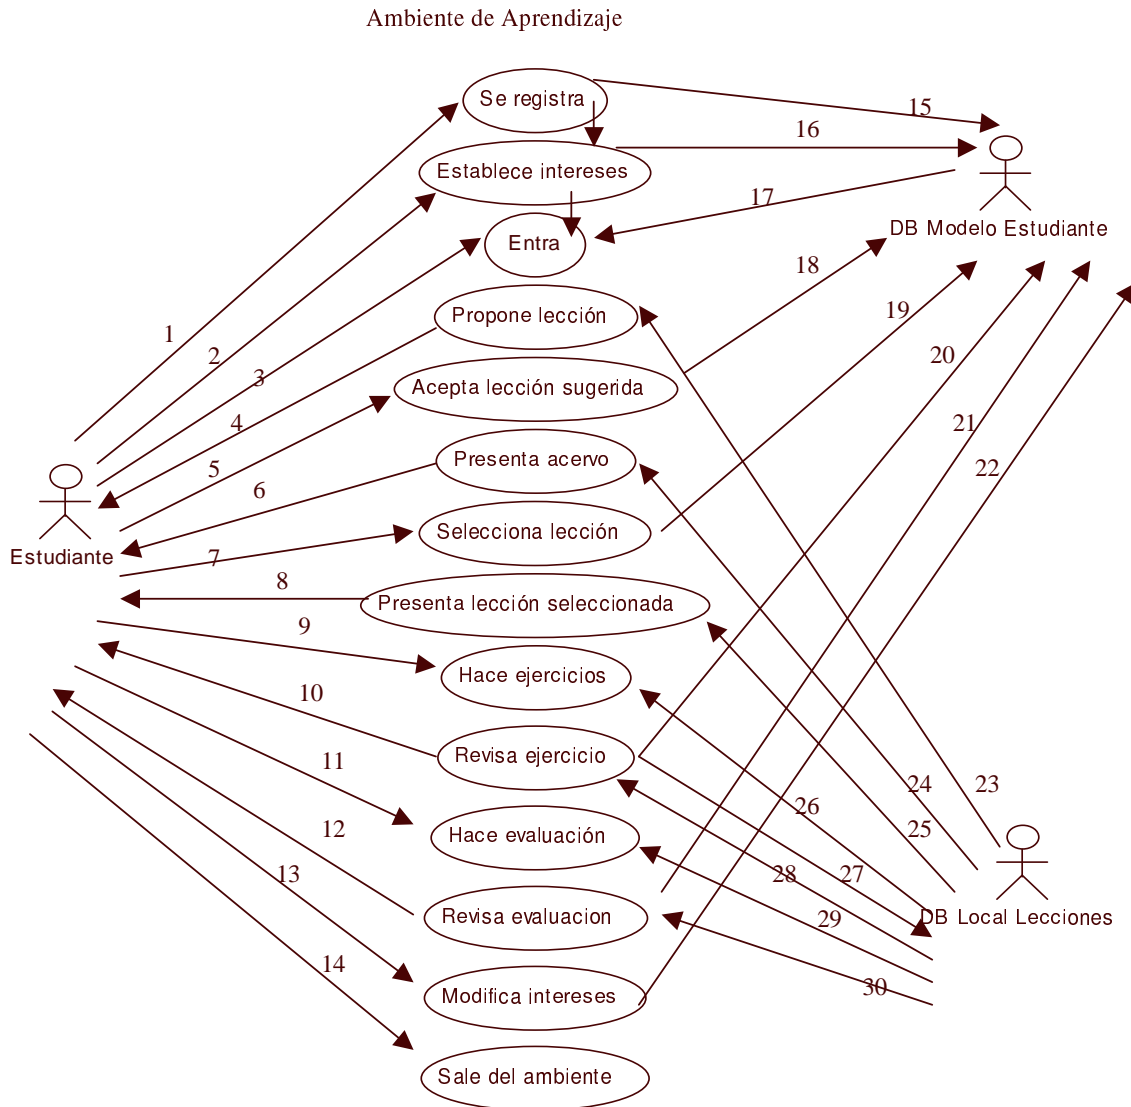 Ambiente de Aprendizaje
Se registra
15
16
Establece intereses
17
DB Modelo Estudiante
Entra
18
Propone lección
19
1
2
20
3
Acepta lección sugerida
4
21
Presenta acervo
5
22
6
Selecciona lección
Estudiante
7
8
Presenta lección seleccionada
9
Hace ejercicios
10
Revisa ejercicio
11
23
24
26
25
12
Hace evaluación
13
28
27
Revisa evaluacion
29
DB Local Lecciones
14
30
Modifica intereses
Sale del ambiente